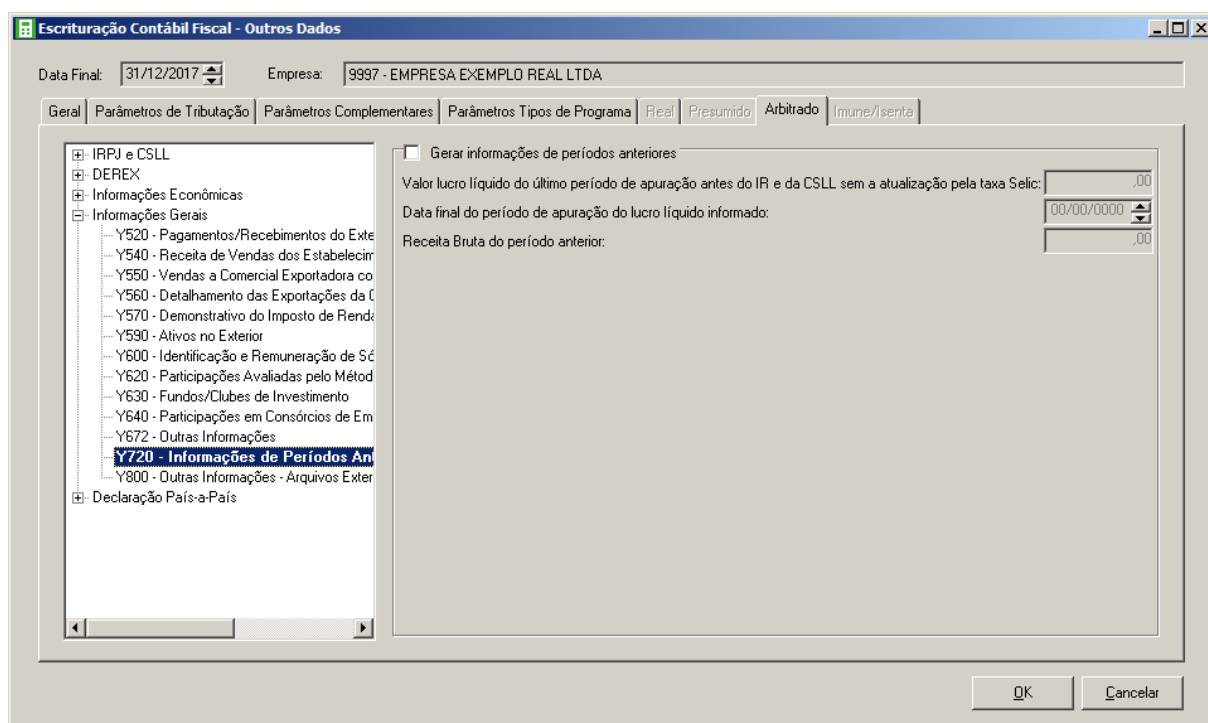 Escrituração Contábil Fiscal - Outros Dados
Data Final: 31/12/2017 Empresa: 9997 - EMPRESA EXEMPLO REAL LTDA
Geral Parâmetros de Tributação Parâmetros Complementares Parâmetros Tipos de Programa Real Presumido Arbitrado Imune/Isenta
IRPJ e CSLL
DEREX
Informações Econômicas
Informações Gerais
Y520 - Pagamentos/Recebimentos do Exte
Y540 - Receita de Vendas dos Estabelecim
Y550 - Vendas a Comercial Exportadora co
Y560 - Detalhamento das Exportações da C
Y570 - Demonstrativo do Imposto de Renda
Y590 - Ativos no Exterior
Y600 - Identificação e Remuneração de Só
Y620 - Participações Avaliadas pelo Métod
Y630 - Fundos/Clubes de Investimento
Y640 - Participações em Consórcios de Em
Y672 - Outras Informações
Y720 - Informações de Períodos Ant
Y800 - Outras Informações - Arquivos Exter
Declaração País-a-País
Gerar informações de períodos anteriores
Valor lucro líquido do último período de apuração antes do IR e da CSLL sem a atualização pela taxa Selic: ,00
Data final do período de apuração do lucro líquido informado: 00/00/0000
Receita Bruta do período anterior: ,00
OK Cancelar